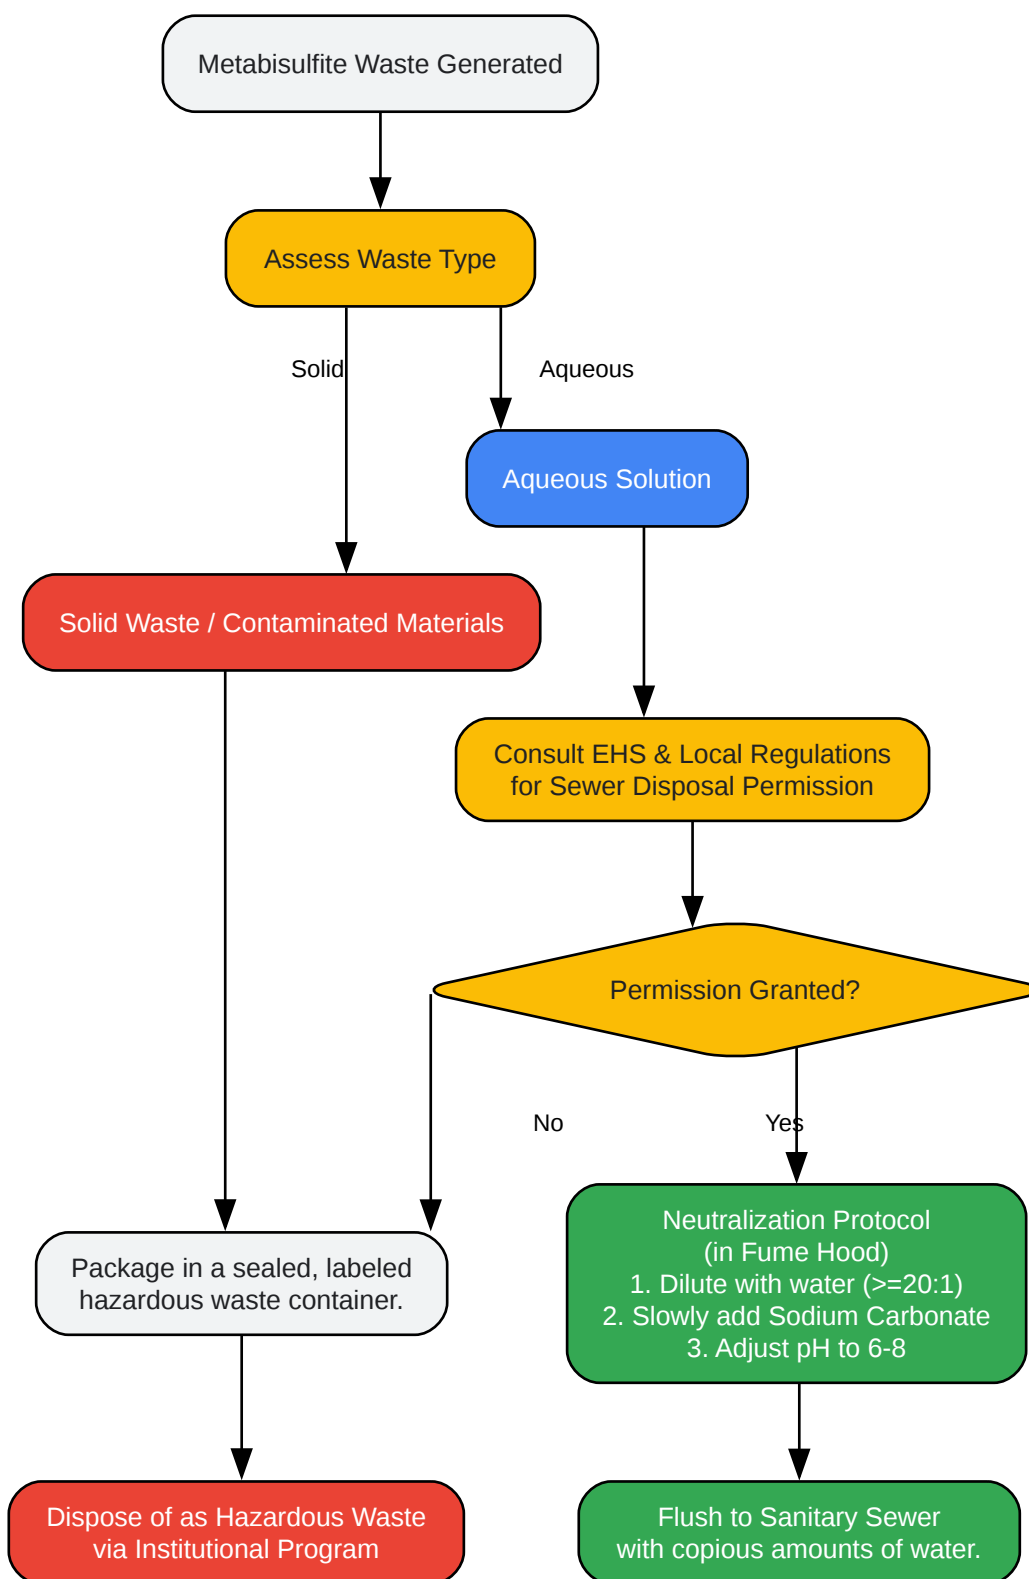 Metabisulfite Waste Generated
Assess Waste Type
Solid
Aqueous
Aqueous Solution
Solid Waste / Contaminated Materials
Consult EHS & Local Regulations
for Sewer Disposal Permission
Permission Granted?
No
Yes
Neutralization Protocol
(in Fume Hood)
1. Dilute with water (>=20:1)
2. Slowly add Sodium Carbonate
3. Adjust pH to 6-8
Package in a sealed, labeled
hazardous waste container.
Dispose of as Hazardous Waste
via Institutional Program
Flush to Sanitary Sewer
with copious amounts of water.